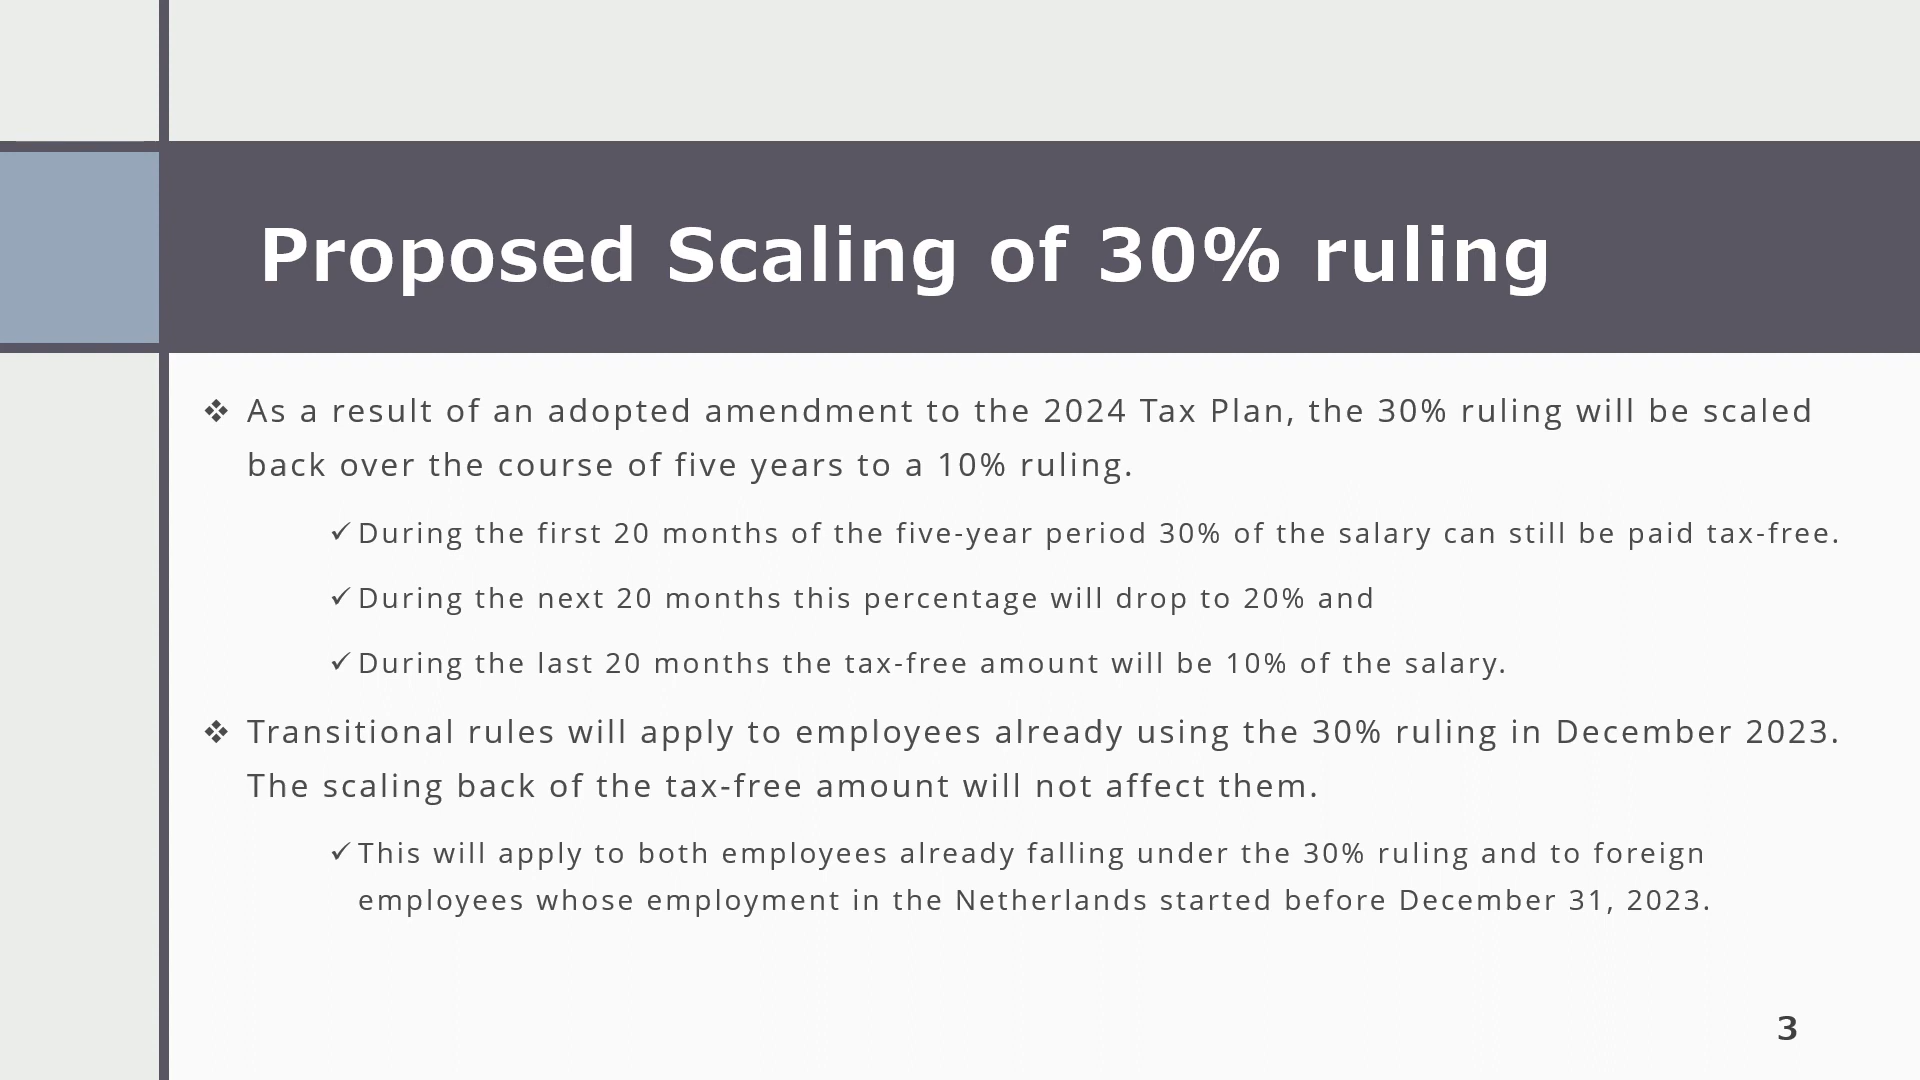 Proposed Scaling of 30% ruling
❖ As a result of an adopted amendment to the 2024 Tax Plan, the 30% ruling will be scaled
back over the course of five years to a 10% ruling.
✓ During the first 20 months of the five-year period 30% of the salary can still be paid tax-free.
✓ During the next 20 months this percentage will drop to 20% and
✓ During the last 20 months the tax-free amount will be 10% of the salary.
❖ Transitional rules will apply to employees already using the 30% ruling in December 2023.
The scaling back of the tax-free amount will not affect them.
✓ This will apply to both employees already falling under the 30% ruling and to foreign
employees whose employment in the Netherlands started before December 31, 2023.
3